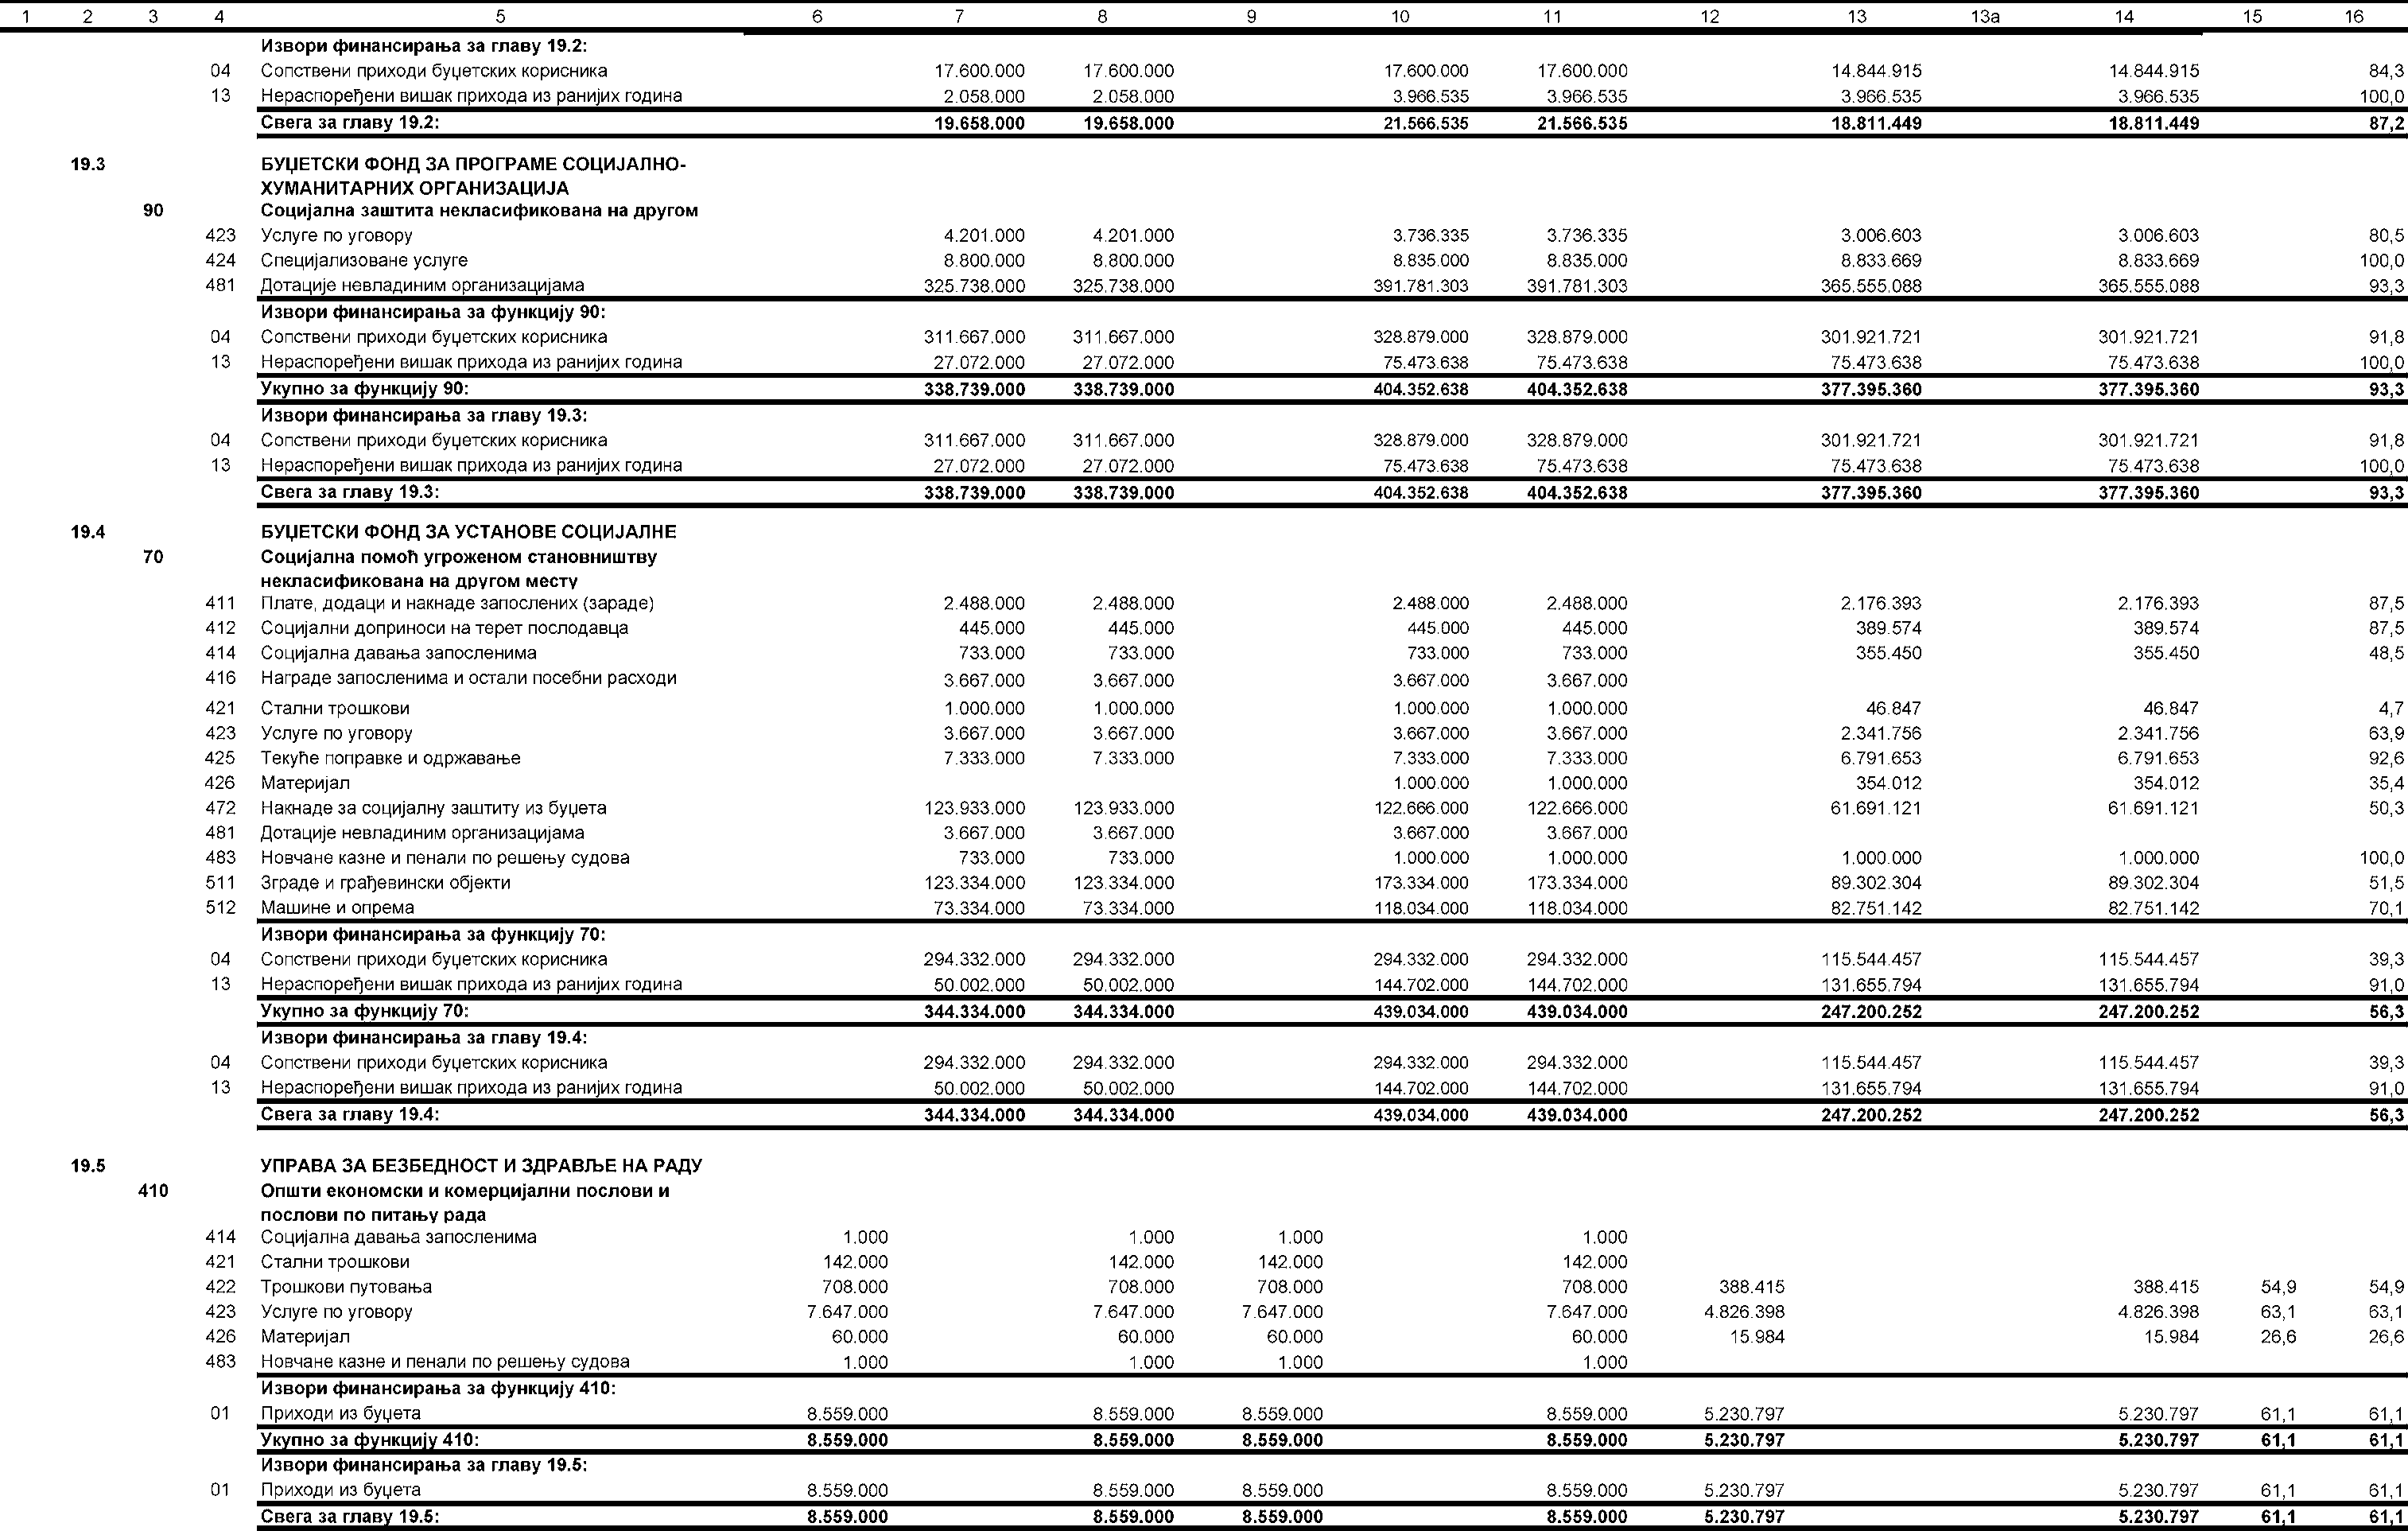 1 2 3 4 5 6 7 8 9 10 11 12 13 13а 14 15 16
Извори финансирања за главу 19.2:
04 Сопствени приходи буџетских корисника 17.600.000 17.600.000 17.600.000 17.600.000 14.844.915 14.844.915 84,3
13 Нераспоређени вишак прихода из ранијих година 2.058.000 2.058.000 3.966.535 3.966.535 3.966.535 3.966.535 100,0
Свега за главу 19.2: 19.658.000 19.658.000 21.566.535 21.566.535 18.811.449 18.811.449 87,2
19.3 БУЏЕТСКИ ФОНД ЗА ПРОГРАМЕ СОЦИЈАЛНО-
ХУМАНИТАРНИХ ОРГАНИЗАЦИЈА
90 Социјална заштита некласификована на другом
423 Услуге по уговору 4.201.000 4.201.000 3.736.335 3.736.335 3.006.603 3.006.603 80,5
424 Специјализоване услуге 8.800.000 8.800.000 8.835.000 8.835.000 8.833.669 8.833.669 100,0
481 Дотације невладиним организацијама 325.738.000 325.738.000 391.781.303 391.781.303 365.555.088 365.555.088 93,3
Извори финансирања за функцију 90:
04 Сопствени приходи буџетских корисника 311.667.000 311.667.000 328.879.000 328.879.000 301.921.721 301.921.721 91,8
13 Нераспоређени вишак прихода из ранијих година 27.072.000 27.072.000 75.473.638 75.473.638 75.473.638 75.473.638 100,0
Укупно за функцију 90: 338.739.000 338.739.000 404.352.638 404.352.638 377.395.360 377.395.360 93,3
Извори финансирања за главу 19.3:
04 Сопствени приходи буџетских корисника 311.667.000 311.667.000 328.879.000 328.879.000 301.921.721 301.921.721 91,8
13 Нераспоређени вишак прихода из ранијих година 27.072.000 27.072.000 75.473.638 75.473.638 75.473.638 75.473.638 100,0
Свега за главу 19.3: 338.739.000 338.739.000 404.352.638 404.352.638 377.395.360 377.395.360 93,3
19.4 БУЏЕТСКИ ФОНД ЗА УСТАНОВЕ СОЦИЈАЛНЕ
70 Социјална помоћ угроженом становништву
некласификована на другом месту
411 Плате, додаци и накнаде запослених (зараде) 2.488.000 2.488.000 2.488.000 2.488.000 2.176.393 2.176.393 87,5
412 Социјални доприноси на терет послодавца 445.000 445.000 445.000 445.000 389.574 389.574 87,5
414 Социјална давања запосленима 733.000 733.000 733.000 733.000 355.450 355.450 48,5
416 Награде запосленима и остали посебни расходи 3.667.000 3.667.000 3.667.000 3.667.000
421 Стални трошкови 1.000.000 1.000.000 1.000.000 1.000.000 46.847 46.847 4,7
423 Услуге по уговору 3.667.000 3.667.000 3.667.000 3.667.000 2.341.756 2.341.756 63,9
425 Текуће поправке и одржавање 7.333.000 7.333.000 7.333.000 7.333.000 6.791.653 6.791.653 92,6
426 Материјал 1.000.000 1.000.000 354.012 354.012 35,4
472 Накнаде за социјалну заштиту из буџета 123.933.000 123.933.000 122.666.000 122.666.000 61.691.121 61.691.121 50,3
481 Дотације невладиним организацијама 3.667.000 3.667.000 3.667.000 3.667.000
483 Новчане казне и пенали по решењу судова 733.000 733.000 1.000.000 1.000.000 1.000.000 1.000.000 100,0
511 Зграде и грађевински објекти 123.334.000 123.334.000 173.334.000 173.334.000 89.302.304 89.302.304 51,5
512 Машине и опрема 73.334.000 73.334.000 118.034.000 118.034.000 82.751.142 82.751.142 70,1
Извори финансирања за функцију 70:
04 Сопствени приходи буџетских корисника 294.332.000 294.332.000 294.332.000 294.332.000 115.544.457 115.544.457 39,3
13 Нераспоређени вишак прихода из ранијих година 50.002.000 50.002.000 144.702.000 144.702.000 131.655.794 131.655.794 91,0
Укупно за функцију 70: 344.334.000 344.334.000 439.034.000 439.034.000 247.200.252 247.200.252 56,3
Извори финансирања за главу 19.4:
04 Сопствени приходи буџетских корисника 294.332.000 294.332.000 294.332.000 294.332.000 115.544.457 115.544.457 39,3
13 Нераспоређени вишак прихода из ранијих година 50.002.000 50.002.000 144.702.000 144.702.000 131.655.794 131.655.794 91,0
Свега за главу 19.4: 344.334.000 344.334.000 439.034.000 439.034.000 247.200.252 247.200.252 56,3
19.5 УПРАВА ЗА БЕЗБЕДНОСТ И ЗДРАВЉЕ НА РАДУ
410 Општи економски и комерцијални послови и
послови по питању рада
414 Социјална давања запосленима 1.000 1.000 1.000 1.000
421 Стални трошкови 142.000 142.000 142.000 142.000
422 Трошкови путовања 708.000 708.000 708.000 708.000 388.415 388.415 54,9 54,9
423 Услуге по уговору 7.647.000 7.647.000 7.647.000 7.647.000 4.826.398 4.826.398 63,1 63,1
426 Материјал 60.000 60.000 60.000 60.000 15.984 15.984 26,6 26,6
483 Новчане казне и пенали по решењу судова 1.000 1.000 1.000 1.000
Извори финансирања за функцију 410:
01 Приходи из буџета 8.559.000 8.559.000 8.559.000 8.559.000 5.230.797 5.230.797 61,1 61,1
Укупно за функцију 410: 8.559.000 8.559.000 8.559.000 8.559.000 5.230.797 5.230.797 61,1 61,1
Извори финансирања за главу 19.5:
01 Приходи из буџета 8.559.000 8.559.000 8.559.000 8.559.000 5.230.797 5.230.797 61,1 61,1
Свега за главу 19.5: 8.559.000 8.559.000 8.559.000 8.559.000 5.230.797 5.230.797 61,1 61,1